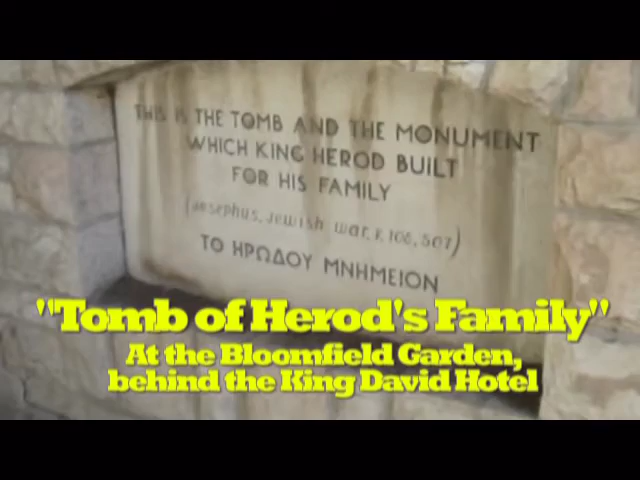 THIS IS THE TOMB AND THE MONUMENT
WHICH KING HEROD BUILT
FOR HIS FAMILY
(Josephus, Jewish war, V, 108, 507)
ΤΟ ΗΡΩΔΟΥ ΜΝΗΜΕΙΟΝ
"Tomb of Herod's Family"
At the Bloomfield Garden,
behind the King David Hotel